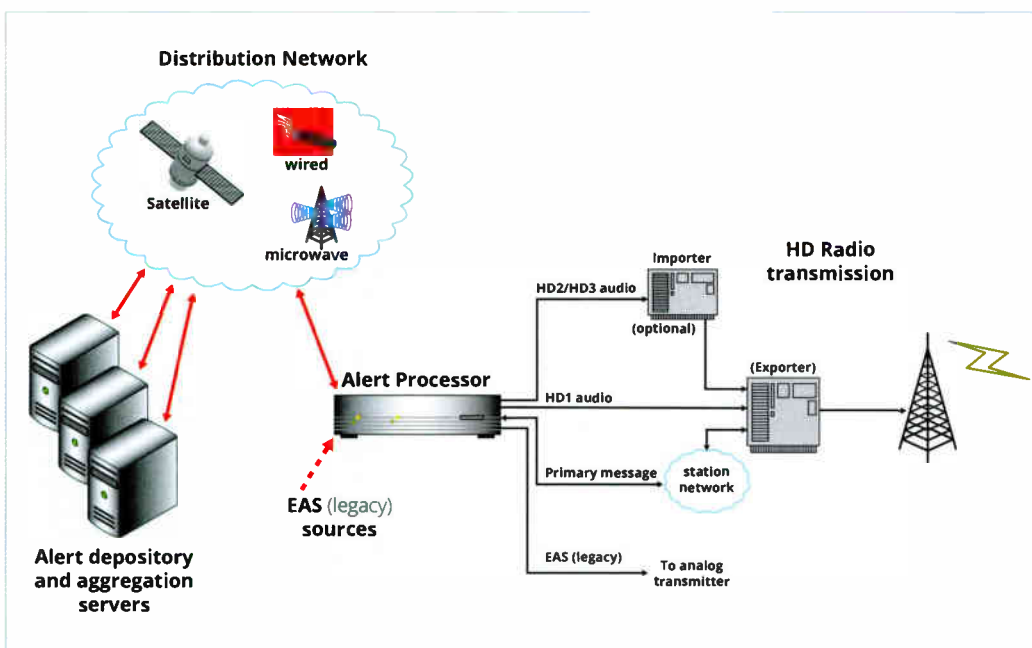 Distribution Network
wired
Satellite
microwave
Importer
HD Radio
transmission
HD2/HD3 audio
(optional)
Alert Processor
(Exporter)
HD1 audio
Primary message
station
network
EAS (legacy)
sources
EAS (legacy)
To analog
transmitter
Alert depository
and aggregation
servers